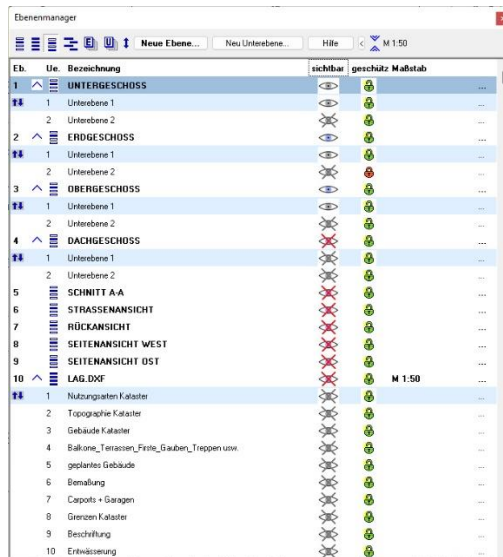 Ebenenmanager
Neue Ebene... Neu Unterebene... Hilfe < M 1:50
Eb. Ue. Bezeichnung sichtbar geschütz Maßstab
1 UNTERGESCHOSS ...
1 Unterebene 1 ...
2 Unterebene 2 ...
2 ERDGESCHOSS ...
1 Unterebene 1 ...
2 Unterebene 2 ...
3 OBERGESCHOSS ...
1 Unterebene 1 ...
2 Unterebene 2 ...
4 DACHGESCHOSS ...
1 Unterebene 1 ...
2 Unterebene 2 ...
5 SCHNITT A-A ...
6 STRASSENANSICHT ...
7 RÜCKANSICHT ...
8 SEITENANSICHT WEST ...
9 SEITENANSICHT OST ...
10 LAG.DXF M 1:50 ...
1 Nutzungsarten Kataster ...
2 Topographie Kataster ...
3 Gebäude Kataster ...
4 Balkone_Terrassen_Firste_Gauben_Treppen usw. ...
5 geplantes Gebäude ...
6 Bemaßung ...
7 Carports + Garagen ...
8 Grenzen Kataster ...
9 Beschriftung ...
10 Entwässerung ...